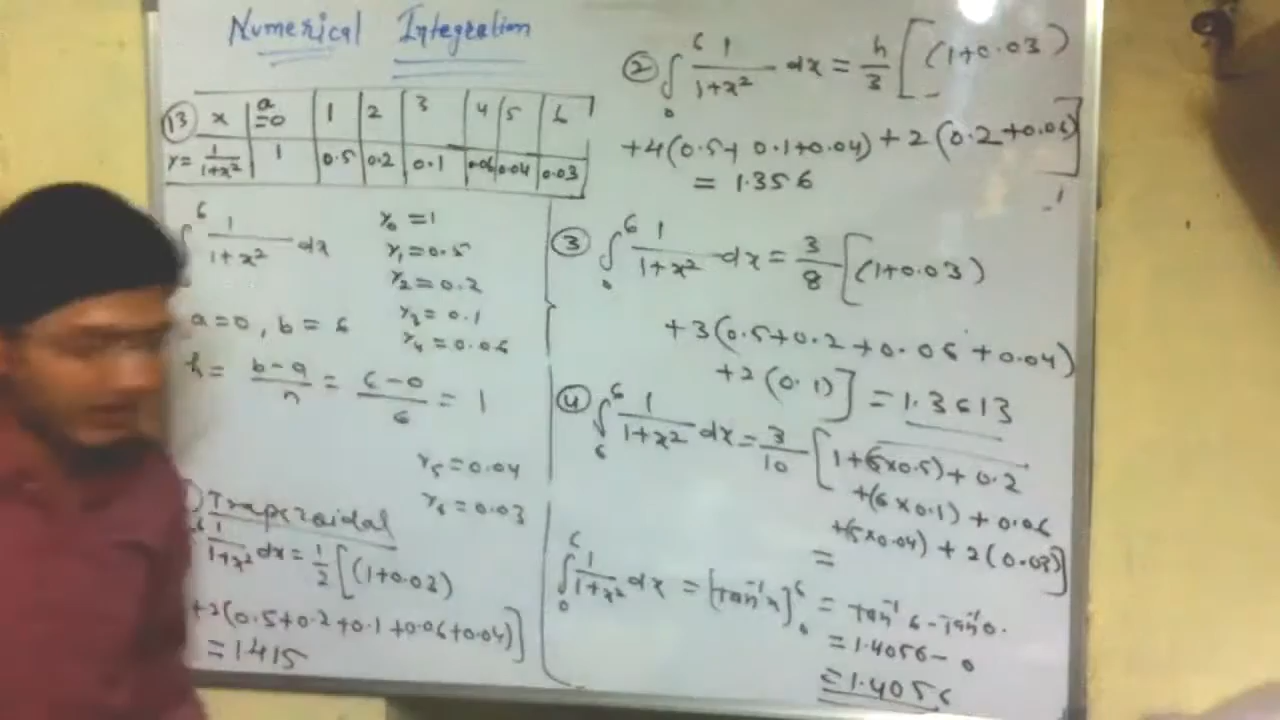 Numerical Integration
13 x a=0 1 2 3 4 5 6
Y = 1/(1+x²) 1 0.5 0.2 0.1 0.06 0.04 0.03
∫₀⁶ 1/(1+x²) dx
Y₀ = 1
Y₁ = 0.5
Y₂ = 0.2
Y₃ = 0.1
Y₄ = 0.06
a = 0, b = 6
h = (b-a)/n = (6-0)/6 = 1
Y₅ = 0.04
Y₆ = 0.03
Trapezoidal
1/(1+x²) dx = 1/2 [(1+0.03)
+2(0.5+0.2+0.1+0.06+0.04)]
= 1.415
② ∫₀⁶ 1/(1+x²) dx = h/3 [(1+0.03)
+4(0.5+0.1+0.04)+2(0.2+0.06)]
= 1.356
③ ∫₀⁶ 1/(1+x²) dx = 3/8 [(1+0.03)
+3(0.5+0.2+0.06+0.04)
+2(0.1)] = 1.3613
④ ∫ 1/(1+x²) dx = 3/10 [1+(5×0.5)+0.2
+(6×0.1)+0.06
+(5×0.04)+2(0.03)]
=
∫₀⁶ 1/(1+x²) dx = [tan⁻¹x]₀⁶ = tan⁻¹6 - tan⁻¹0.
= 1.4056 - 0
= 1.4056